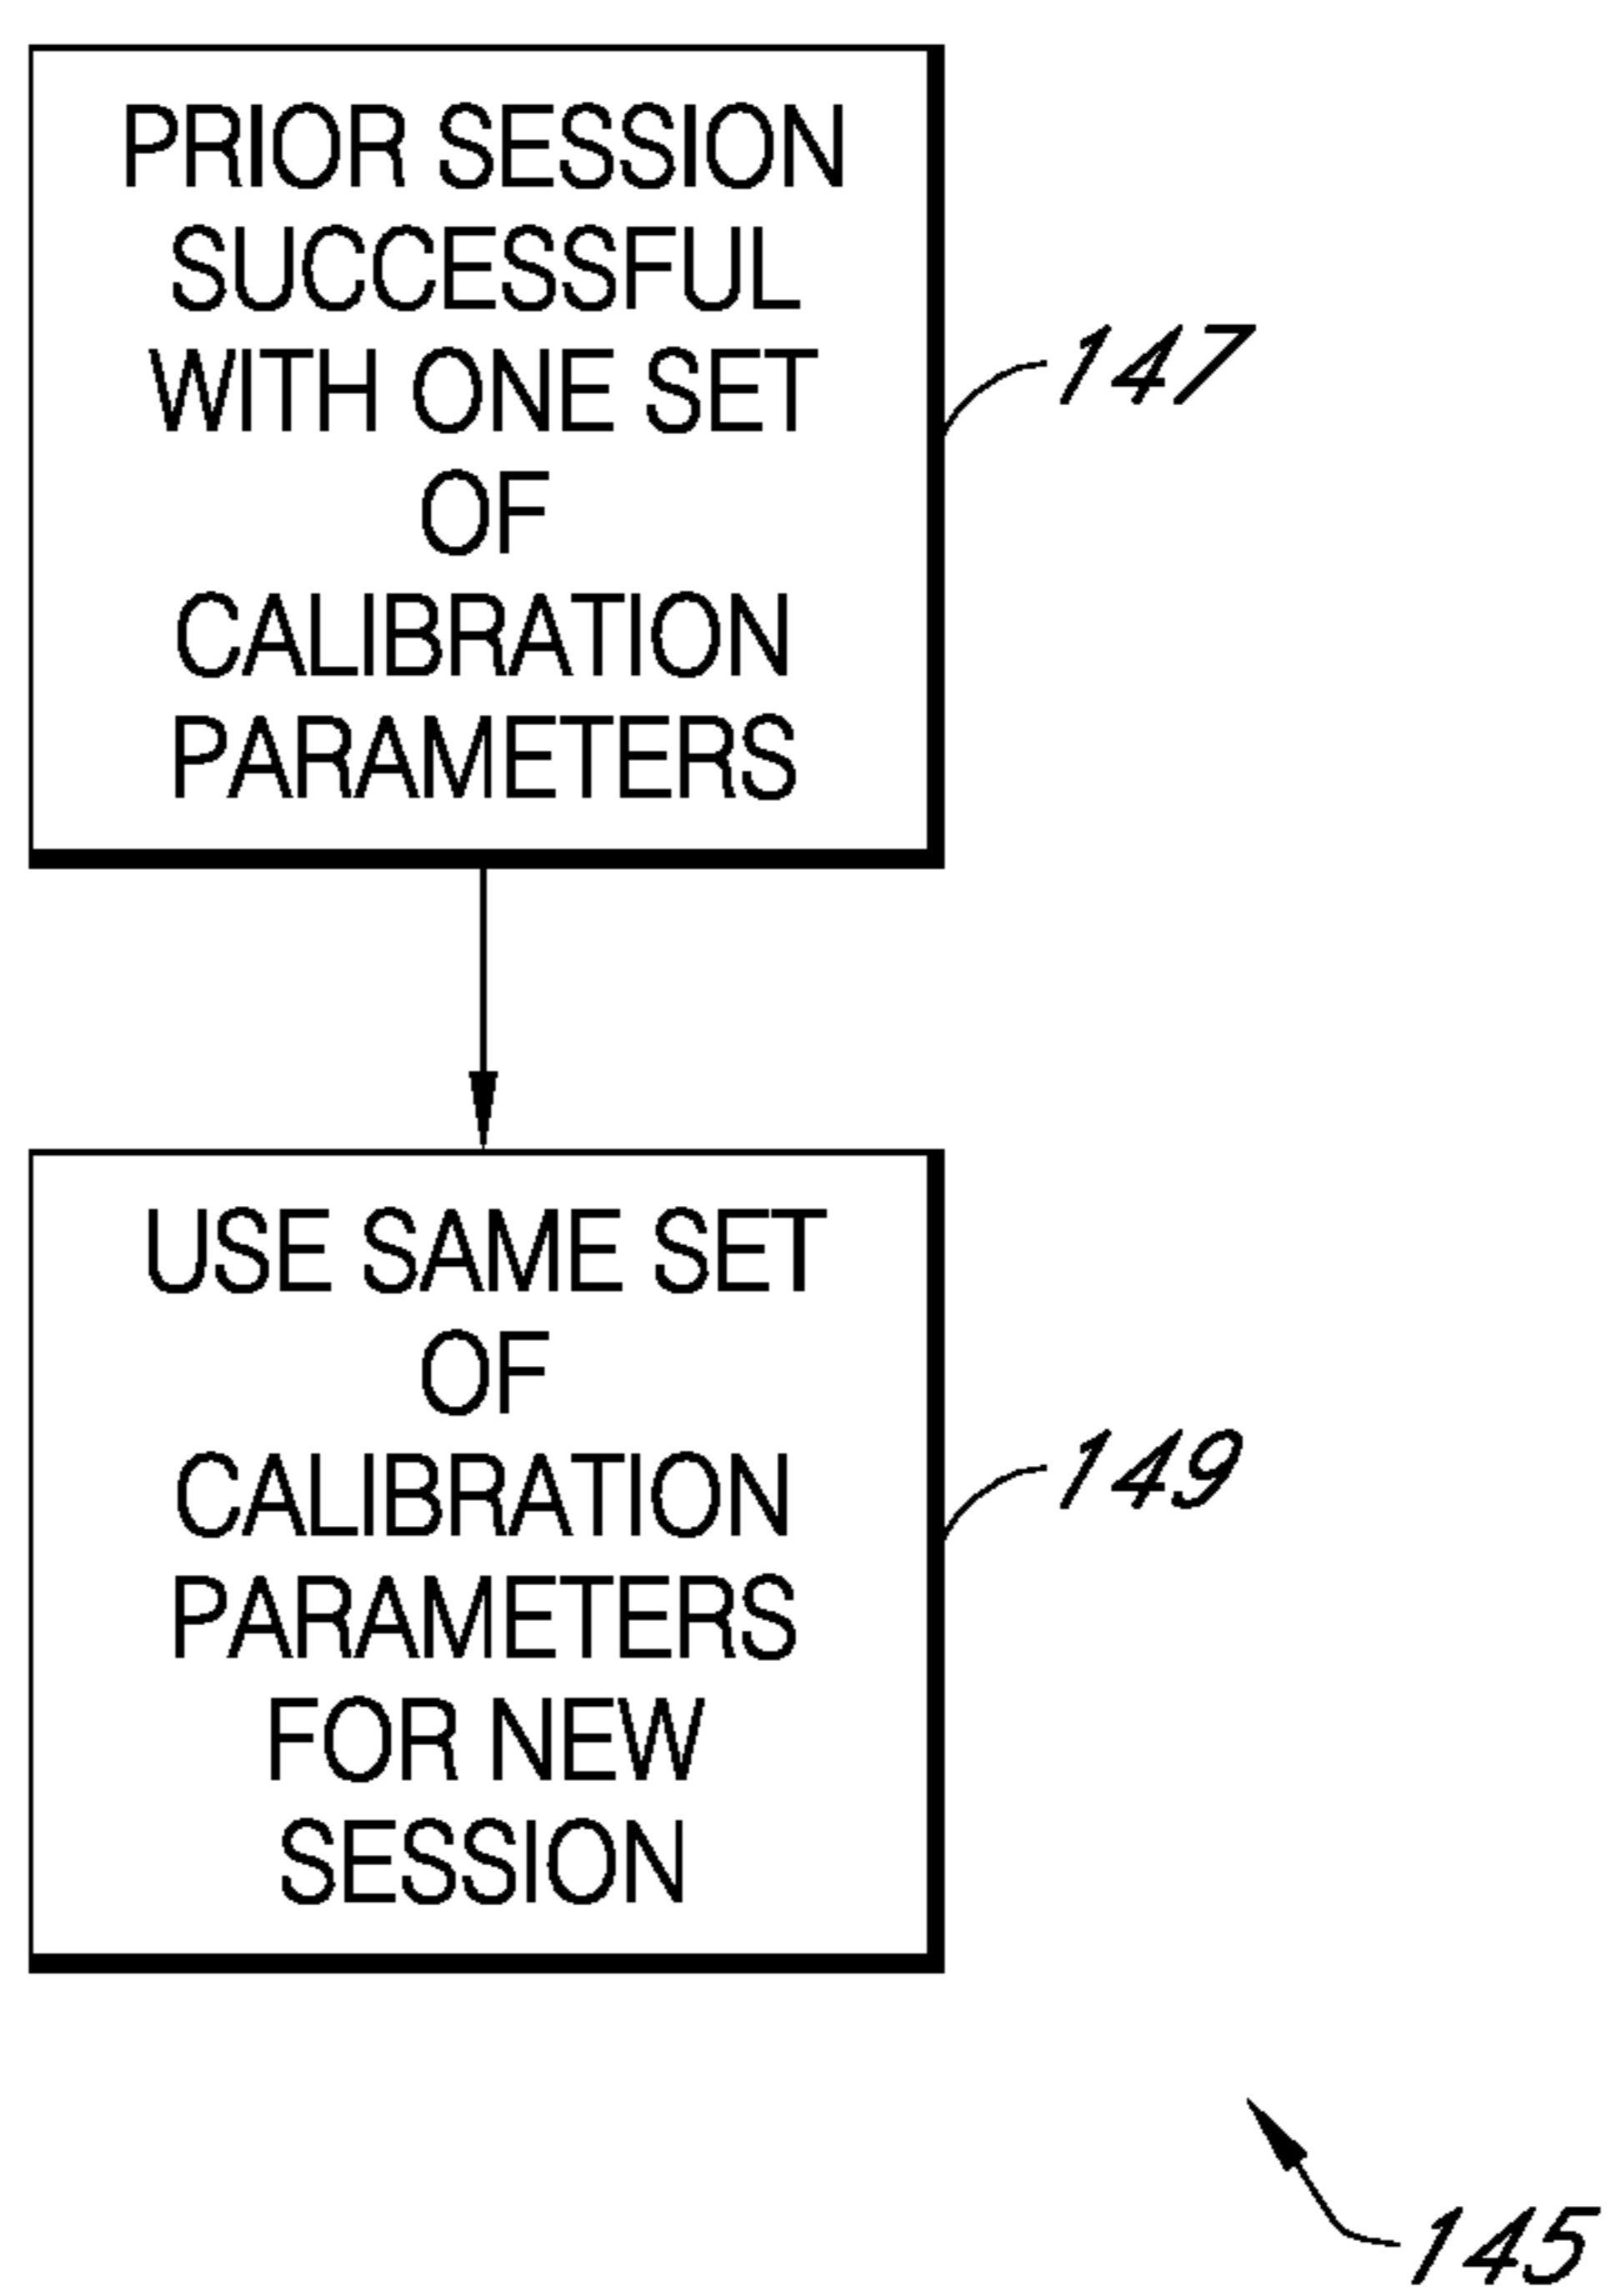 PRIOR SESSION
SUCCESSFUL
WITH ONE SET
OF
CALIBRATION
PARAMETERS
147
USE SAME SET
OF
CALIBRATION
PARAMETERS
FOR NEW
SESSION
149
145